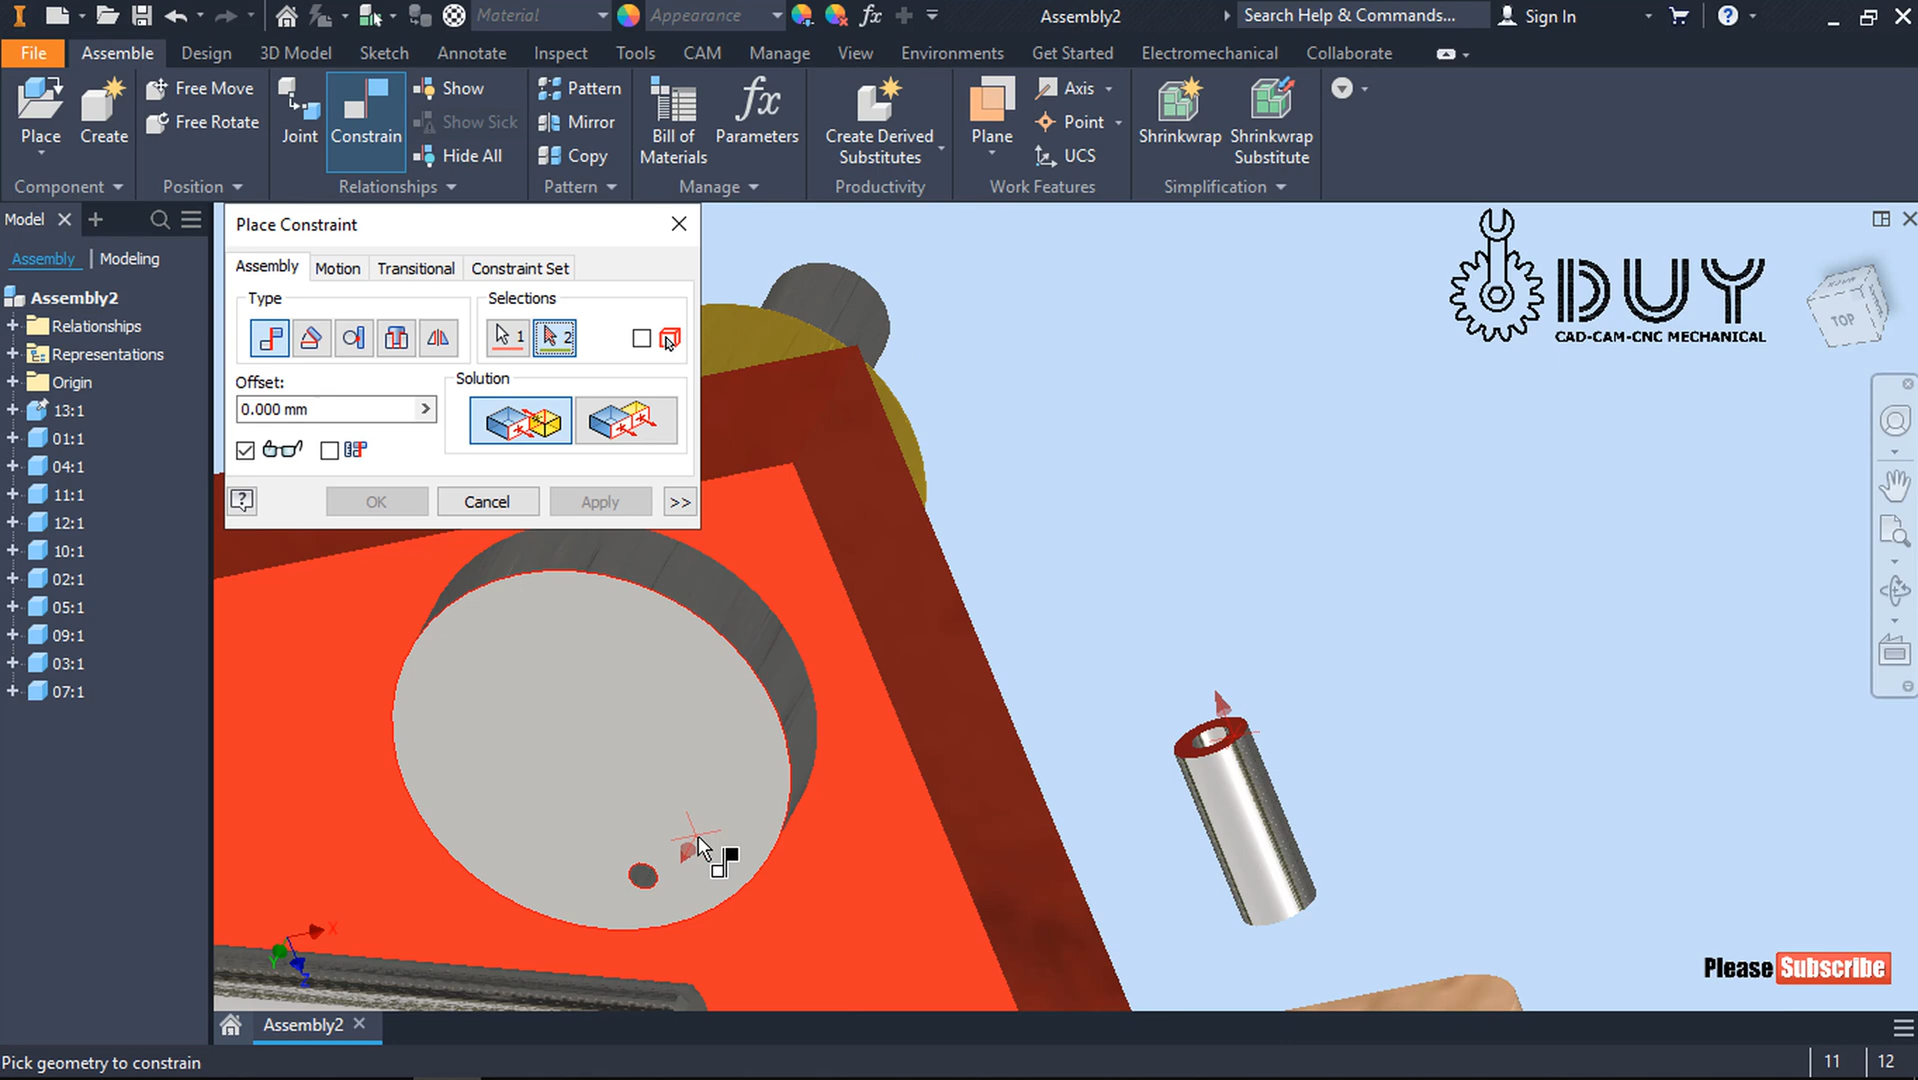 Material
Appearance
fx
Assembly2
Search Help & Commands...
Sign In
?
File
Assemble
Design
3D Model
Sketch
Annotate
Inspect
Tools
CAM
Manage
View
Environments
Get Started
Electromechanical
Collaborate
Place
Create
Free Move
Free Rotate
Joint
Constrain
Show
Show Sick
Hide All
Pattern
Mirror
Copy
Bill of
Materials
fx
Parameters
Create Derived
Substitutes
Plane
Axis
Point
UCS
Shrinkwrap
Shrinkwrap
Substitute
Component
Position
Relationships
Pattern
Manage
Productivity
Work Features
Simplification
Model
Assembly
Modeling
Assembly2
Relationships
Representations
Origin
13:1
01:1
04:1
11:1
12:1
10:1
02:1
05:1
09:1
03:1
07:1
Place Constraint
Assembly
Motion
Transitional
Constraint Set
Type
Selections
1
2
Offset:
0.000 mm
Solution
?
OK
Cancel
Apply
>>
DUY
CAD-CAM-CNC MECHANICAL
TOP
X
Y
Z
Please Subscribe
Assembly2
Pick geometry to constrain
11
12